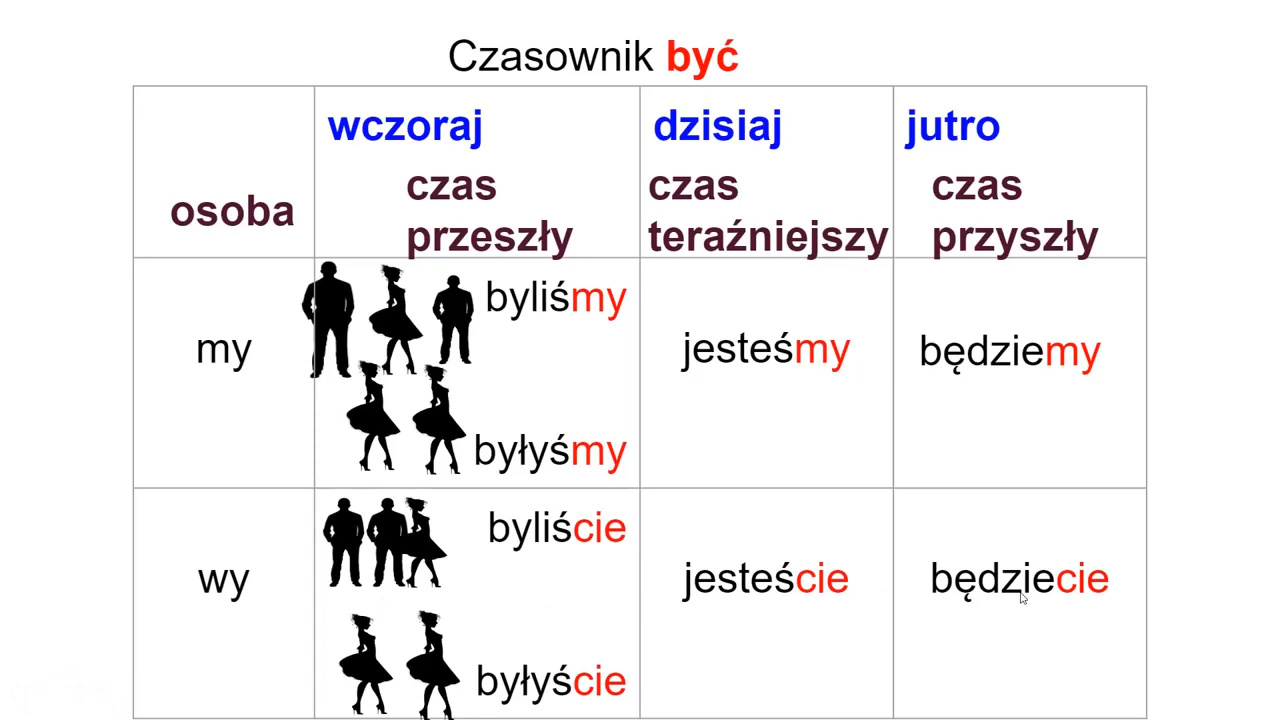 Czasownik być
wczoraj
dzisiaj
jutro
osoba
czas
przeszły
czas
teraźniejszy
czas
przyszły
my
byliśmy
byłyśmy
jesteśmy
będziemy
wy
byliście
byłyście
jesteście
będziecie